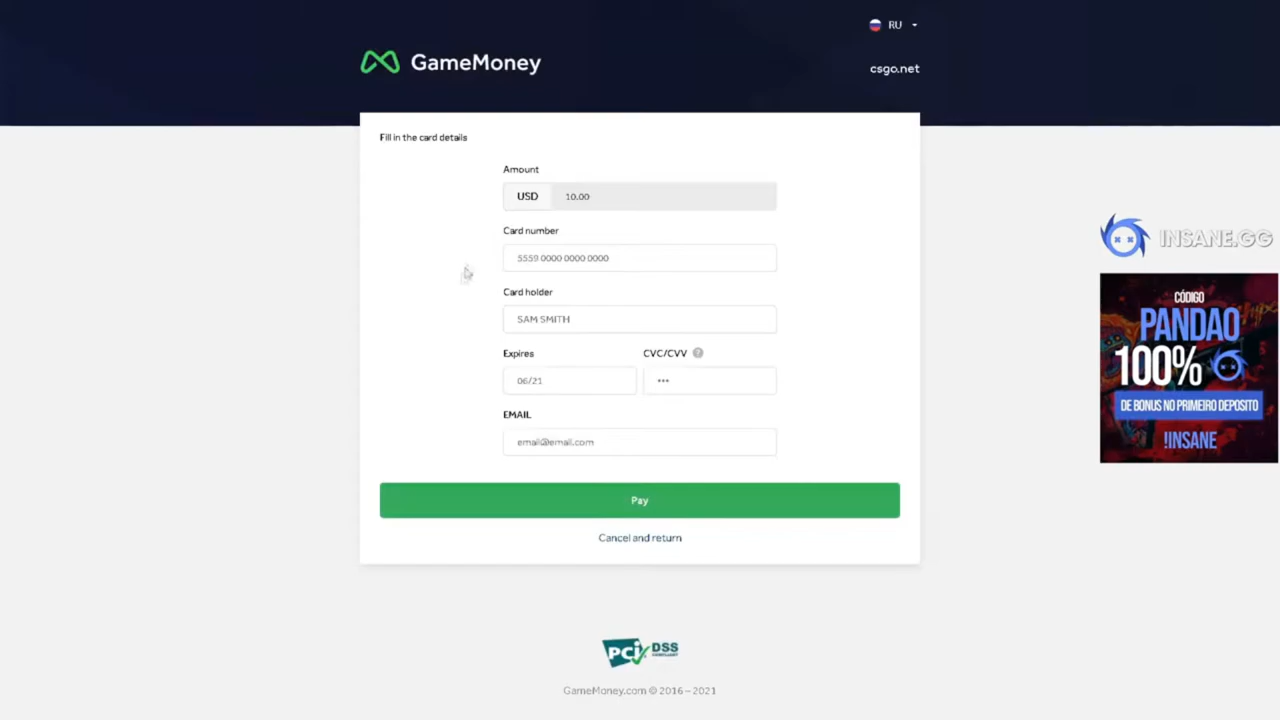 RU
GameMoney
csgo.net
Fill in the card details
Amount
USD 10.00
Card number
5559 0000 0000 0000
Card holder
SAM SMITH
Expires CVC/CVV ?
06/21 •••
EMAIL
email@email.com
Pay
Cancel and return
PCI DSS
COMPLIANT
GameMoney.com © 2016 – 2021
INSANE.GG
CÓDIGO
PANDAO
100%
DE BONUS NO PRIMEIRO DEPOSITO
!INSANE